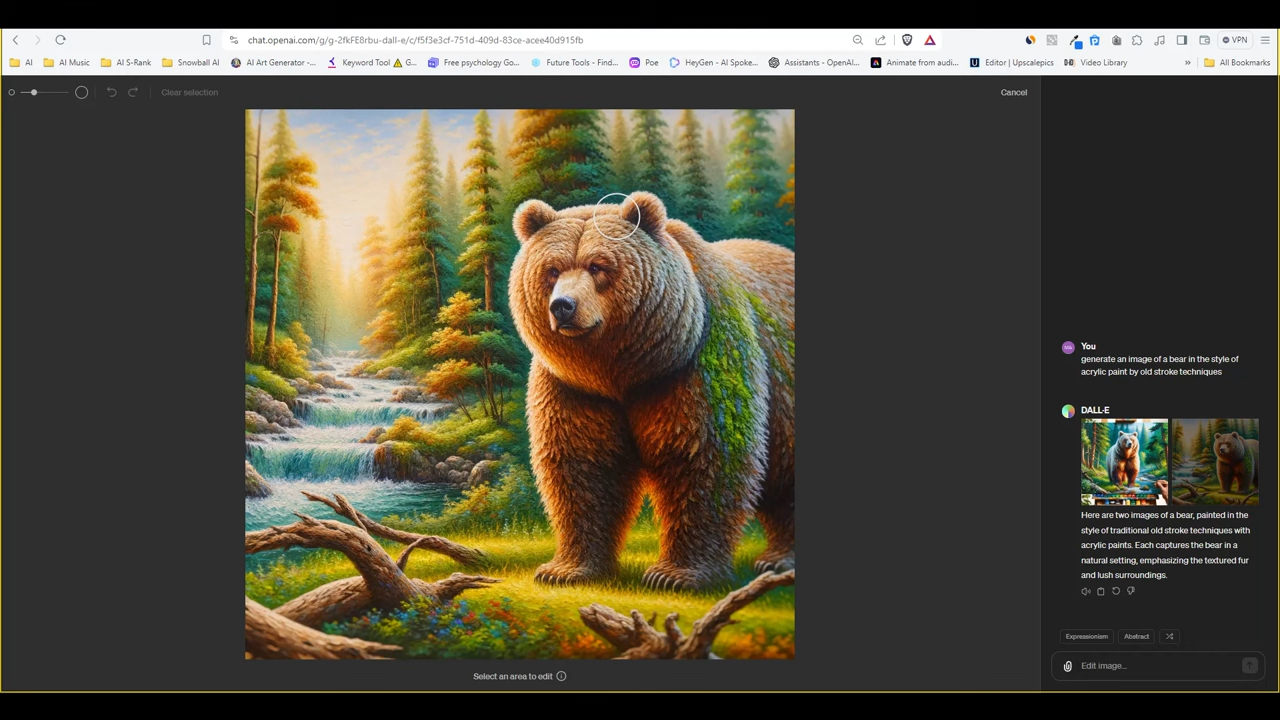 chat.openai.com/g/g-2fkFE8rbu-dall-e/c/f5f3e3cf-751d-409d-83ce-acee40d915fb
VPN
AI
AI Music
AI S-Rank
Snowball AI
AI Art Generator -...
Keyword Tool ⚠ G...
Free psychology Go...
Future Tools - Find...
Poe
HeyGen - AI Spoke...
Assistants - OpenAI...
Animate from audi...
Editor | Upscalepics
Video Library
»
All Bookmarks
Clear selection
Cancel
You
generate an image of a bear in the style of
acrylic paint by old stroke techniques
DALL·E
Here are two images of a bear, painted in the
style of traditional old stroke techniques with
acrylic paints. Each captures the bear in a
natural setting, emphasizing the textured fur
and lush surroundings.
Expressionism
Abstract
Edit image...
Select an area to edit